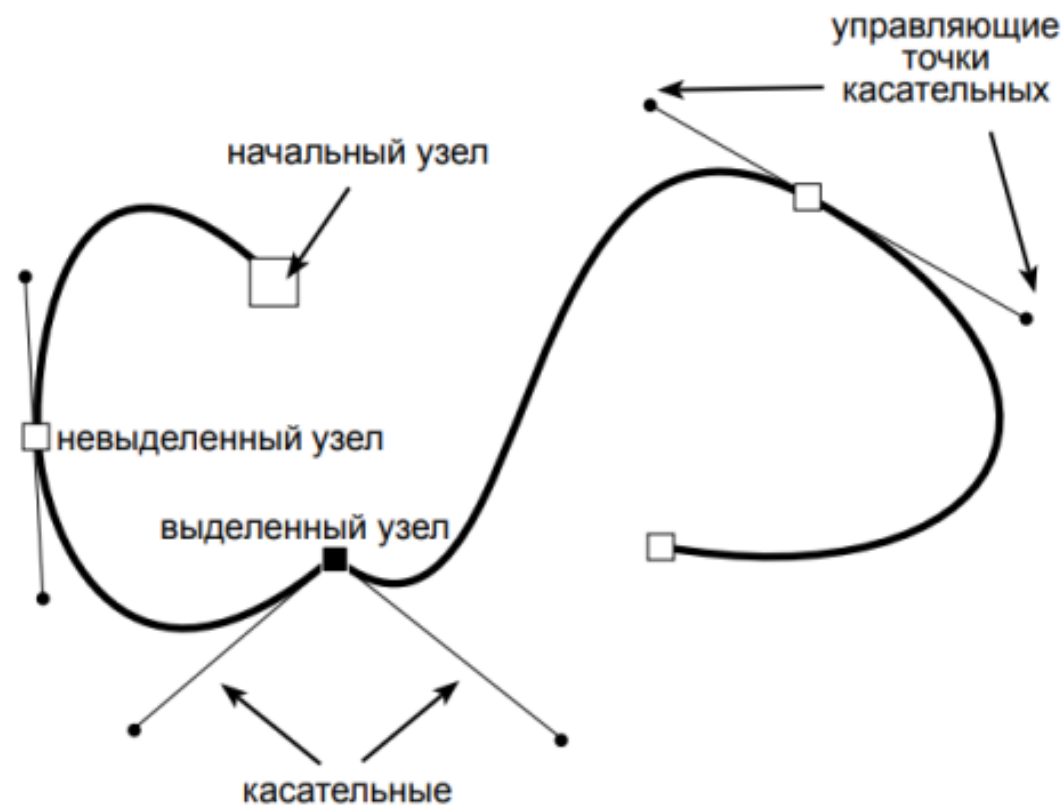 управляющие
точки
касательных
начальный узел
невыделенный узел
выделенный узел
касательные